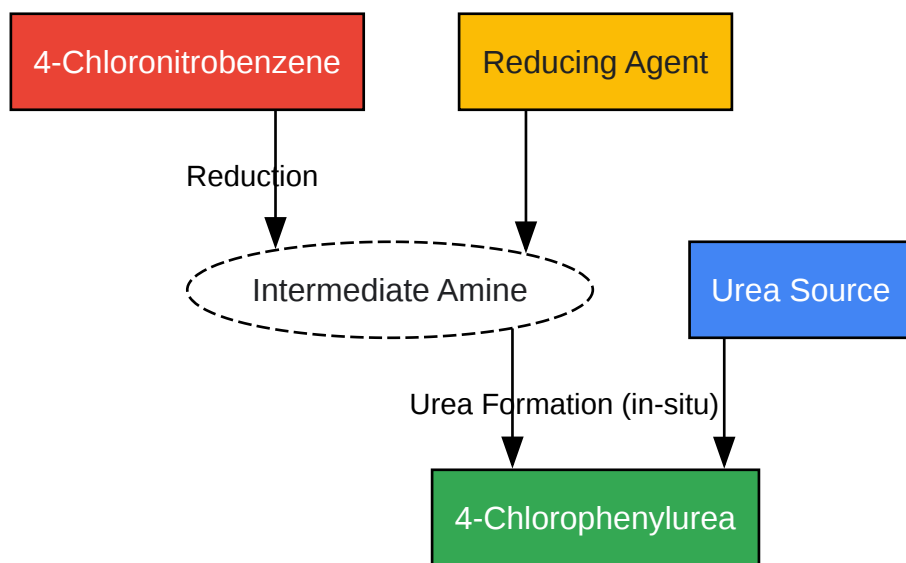 4-Chloronitrobenzene
Reducing Agent
Reduction
Intermediate Amine
Urea Source
Urea Formation (in-situ)
4-Chlorophenylurea